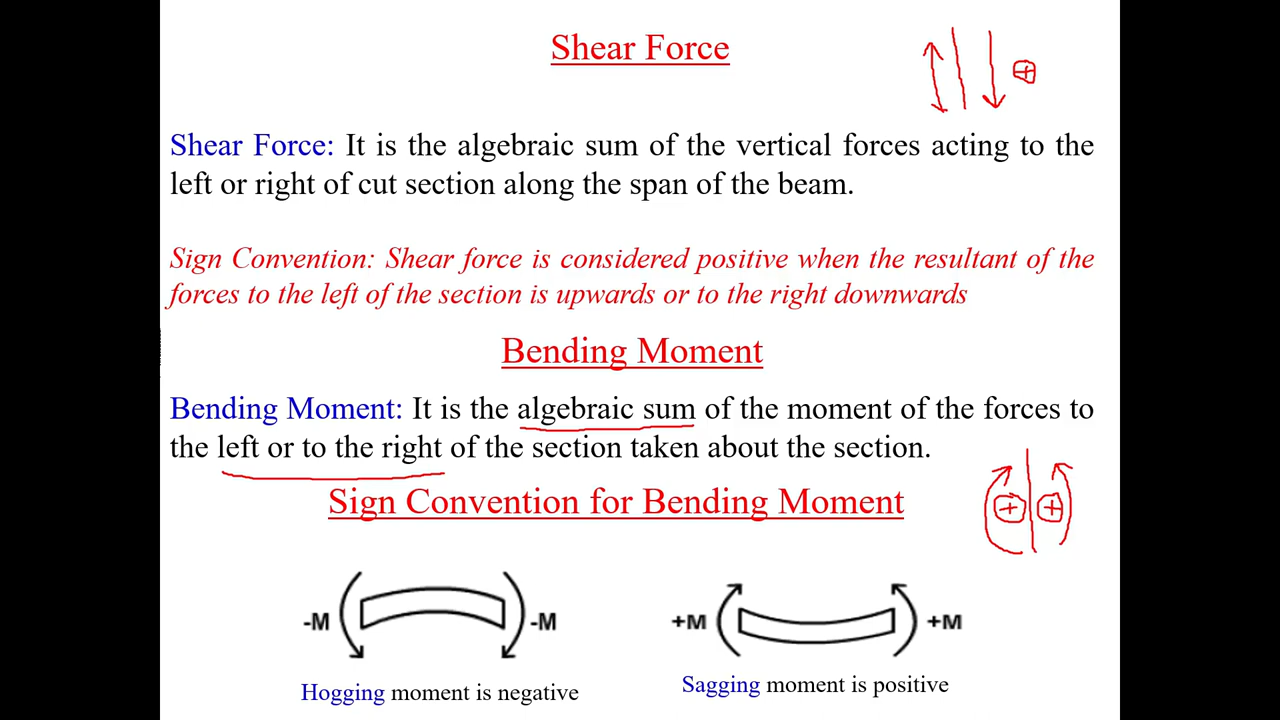 Shear Force
+
Shear Force: It is the algebraic sum of the vertical forces acting to the
left or right of cut section along the span of the beam.
Sign Convention: Shear force is considered positive when the resultant of the
forces to the left of the section is upwards or to the right downwards
Bending Moment
Bending Moment: It is the algebraic sum of the moment of the forces to
the left or to the right of the section taken about the section.
Sign Convention for Bending Moment
+ +
-M -M +M +M
Hogging moment is negative
Sagging moment is positive